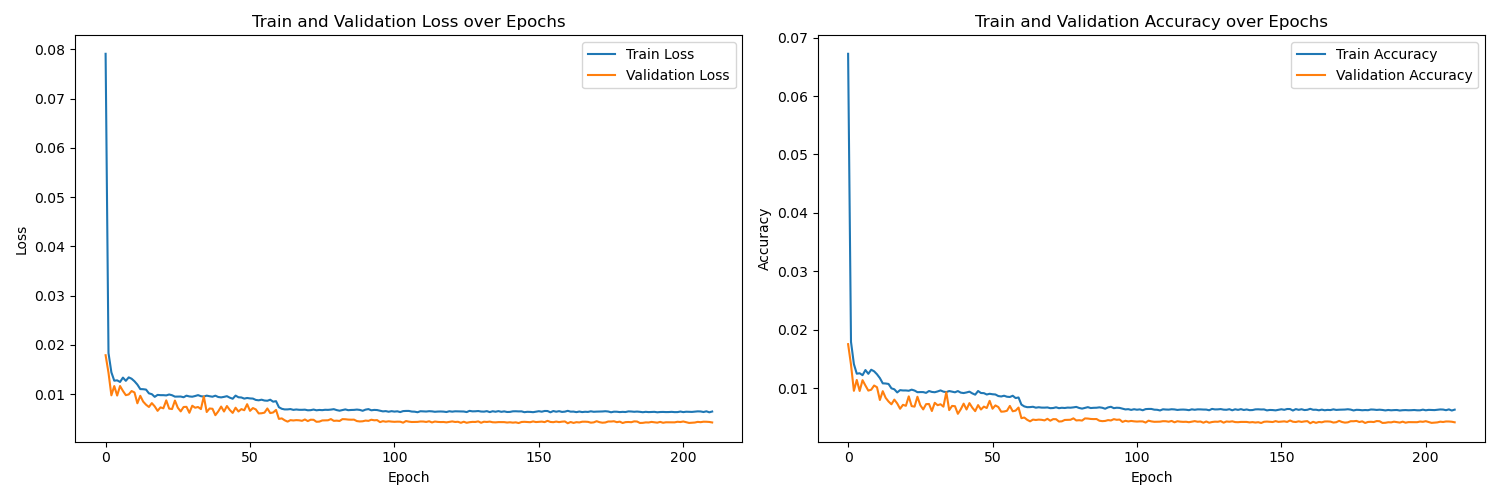 Train and Validation Loss over Epochs
Train Loss
Validation Loss
0.08
0.07
0.06
0.05
0.04
0.03
0.02
0.01
Loss
0 50 100 150 200
Epoch
Train and Validation Accuracy over Epochs
Train Accuracy
Validation Accuracy
0.07
0.06
0.05
0.04
0.03
0.02
0.01
Accuracy
0 50 100 150 200
Epoch